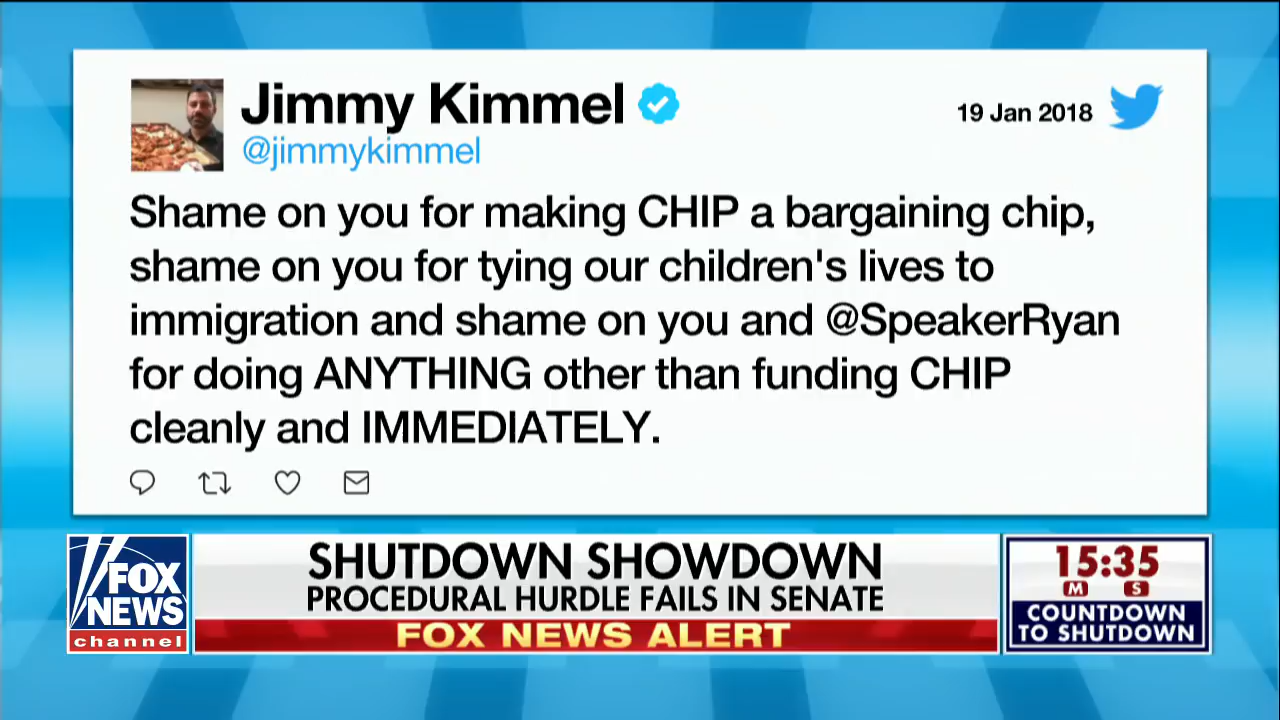 Jimmy Kimmel
@jimmykimmel
19 Jan 2018
Shame on you for making CHIP a bargaining chip,
shame on you for tying our children's lives to
immigration and shame on you and @SpeakerRyan
for doing ANYTHING other than funding CHIP
cleanly and IMMEDIATELY.
FOX
NEWS
channel
SHUTDOWN SHOWDOWN
PROCEDURAL HURDLE FAILS IN SENATE
FOX NEWS ALERT
15:35
M S
COUNTDOWN
TO SHUTDOWN